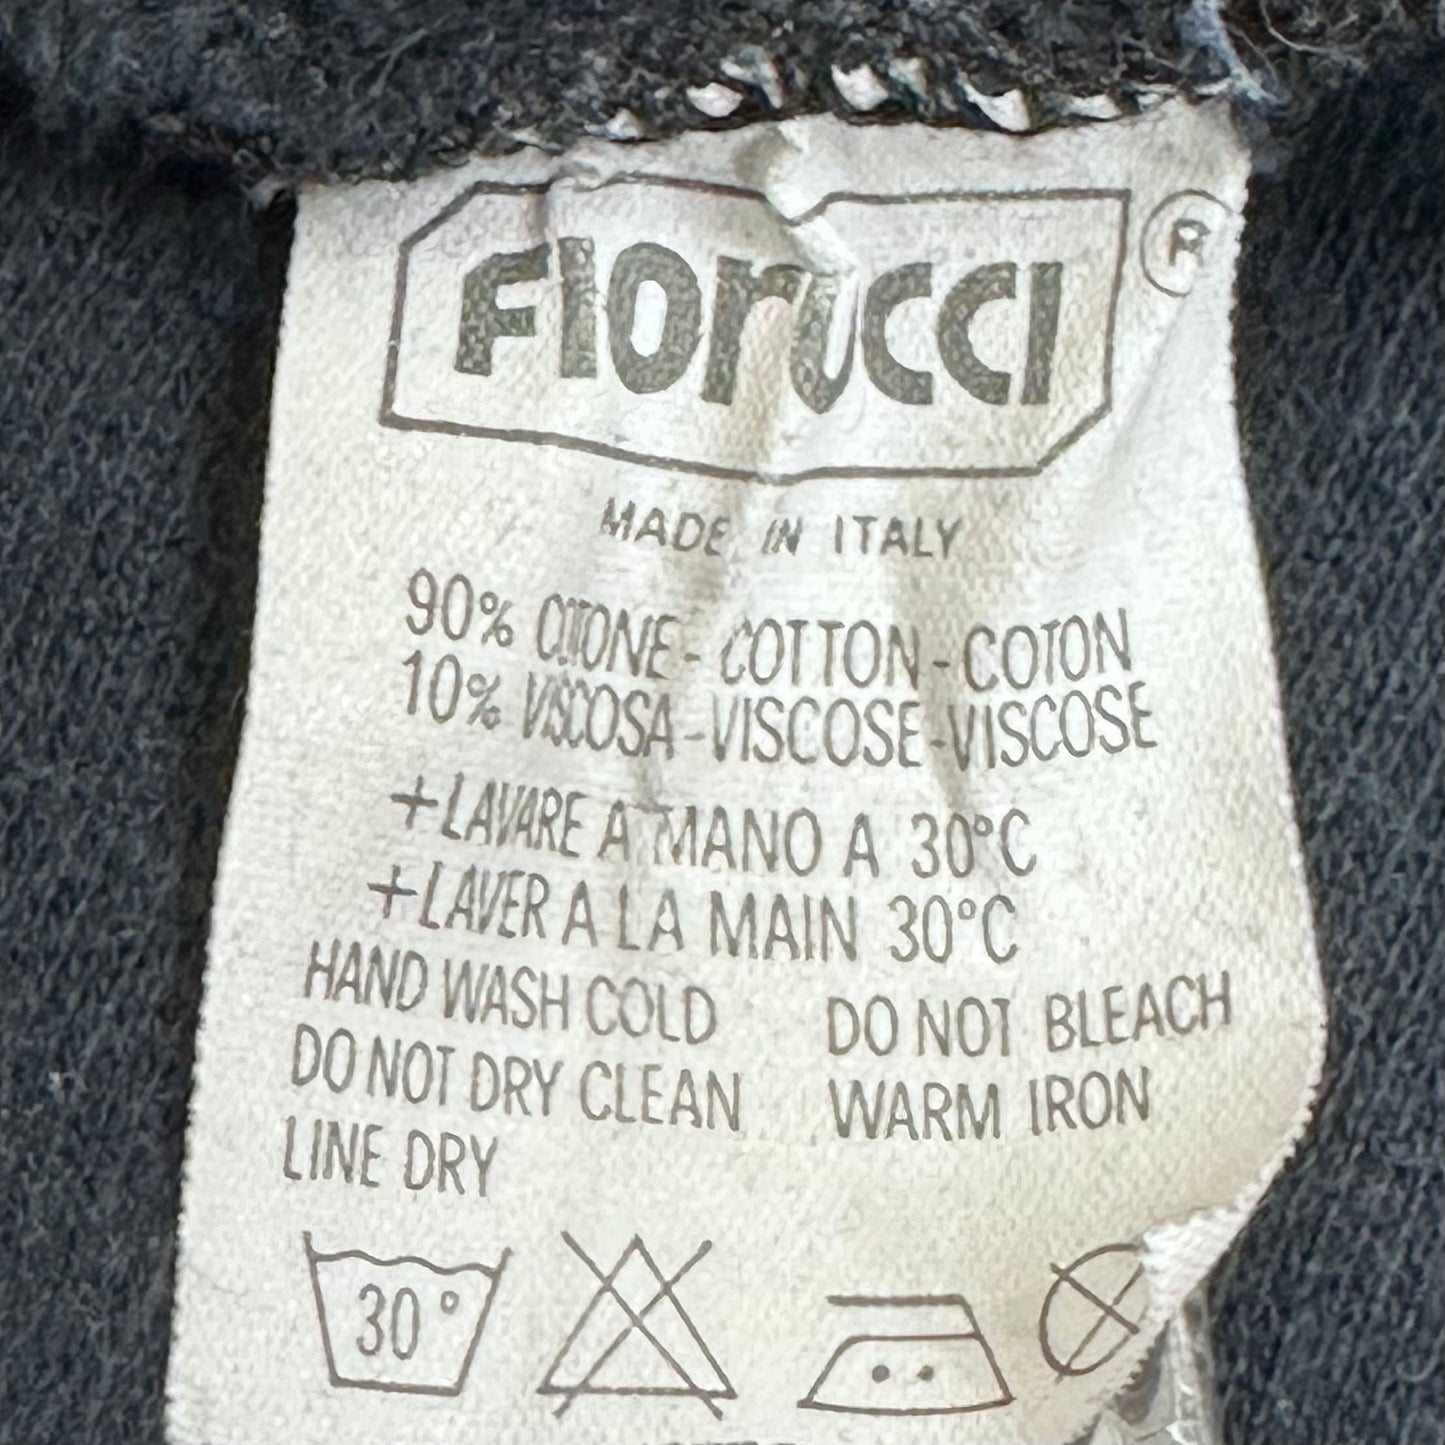 FIORUCCI ®
MADE IN ITALY
90% COTONE - COTTON - COTON
10% VISCOSA - VISCOSE - VISCOSE
+ LAVARE A MANO A 30°C
+ LAVER A LA MAIN 30°C
HAND WASH COLD DO NOT BLEACH
DO NOT DRY CLEAN WARM IRON
LINE DRY
30°